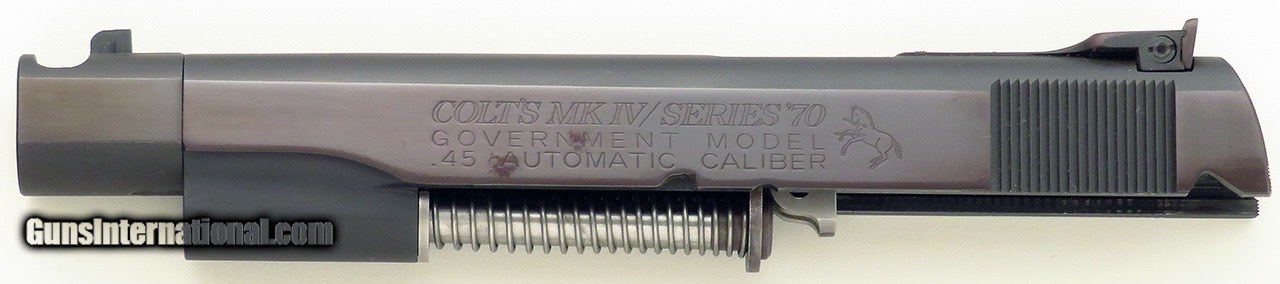 COLT'S MK IV/ SERIES '70
GOVERNMENT MODEL
.45 AUTOMATIC CALIBER
GunsInternational.com